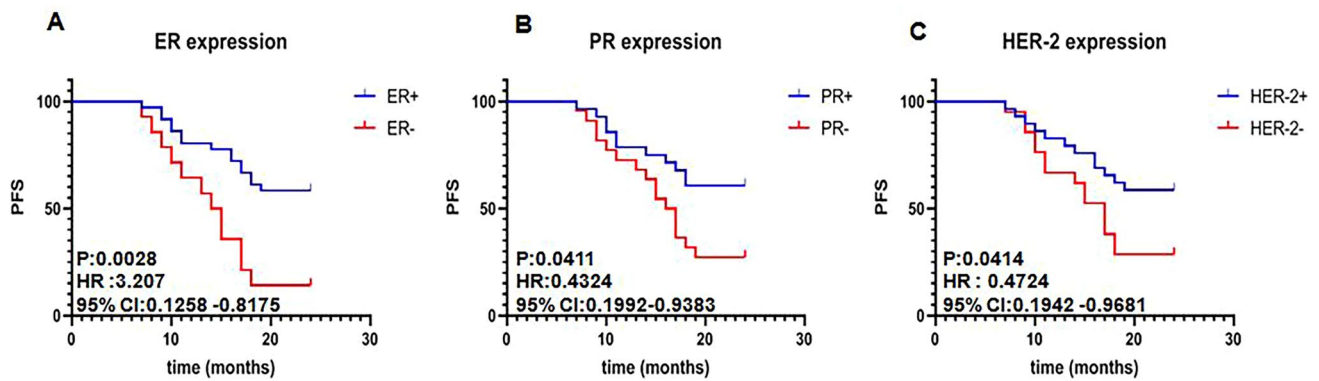 A
ER expression
ER+
ER-
100
50
0
PFS
P:0.0028
HR :3.207
95% CI:0.1258 -0.8175
0 10 20 30
time (months)
B
PR expression
PR+
PR-
100
50
0
PFS
P:0.0411
HR:0.4324
95% CI:0.1992-0.9383
0 10 20 30
time (months)
C
HER-2 expression
HER-2+
HER-2-
100
50
0
PFS
P:0.0414
HR : 0.4724
95% CI:0.1942 -0.9681
0 10 20 30
time (months)